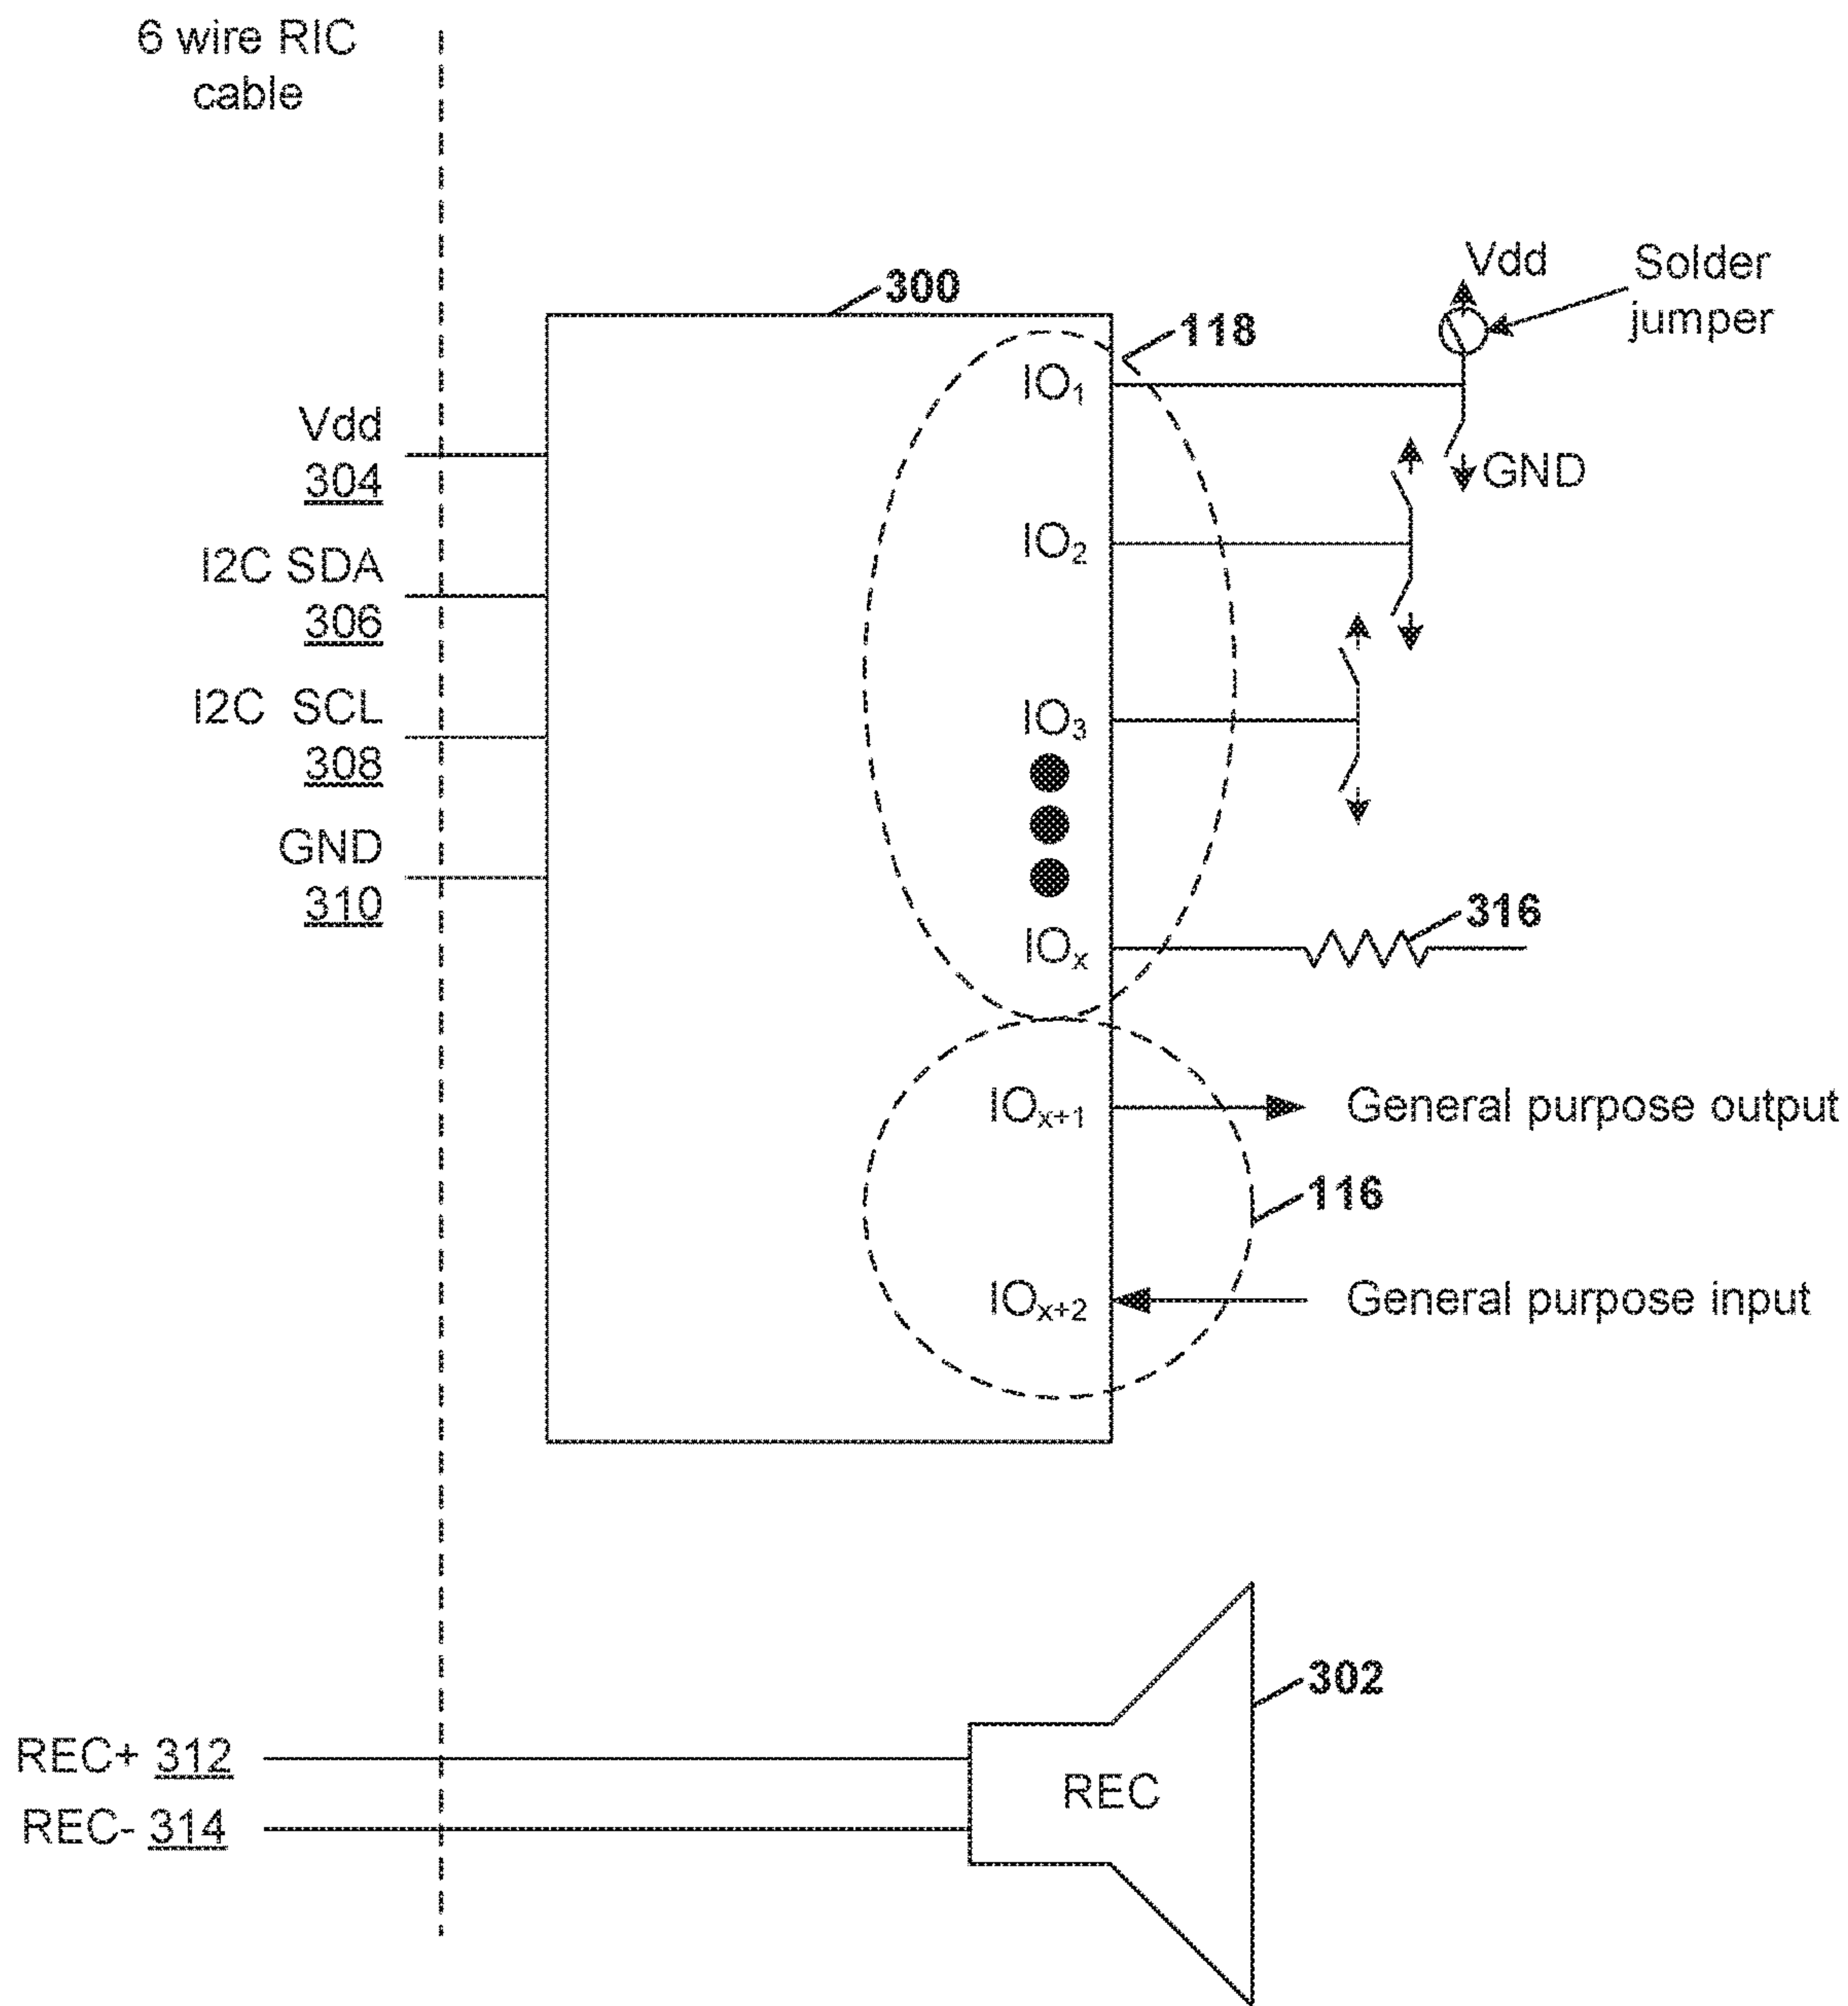 6 wire RIC
cable
300
118
Vdd
Solder
jumper
IO1
GND
Vdd
304
IO2
I2C SDA
306
I2C SCL
308
IO3
GND
310
IOx
316
IOx+1
General purpose output
116
IOx+2
General purpose input
302
REC+ 312
REC- 314
REC